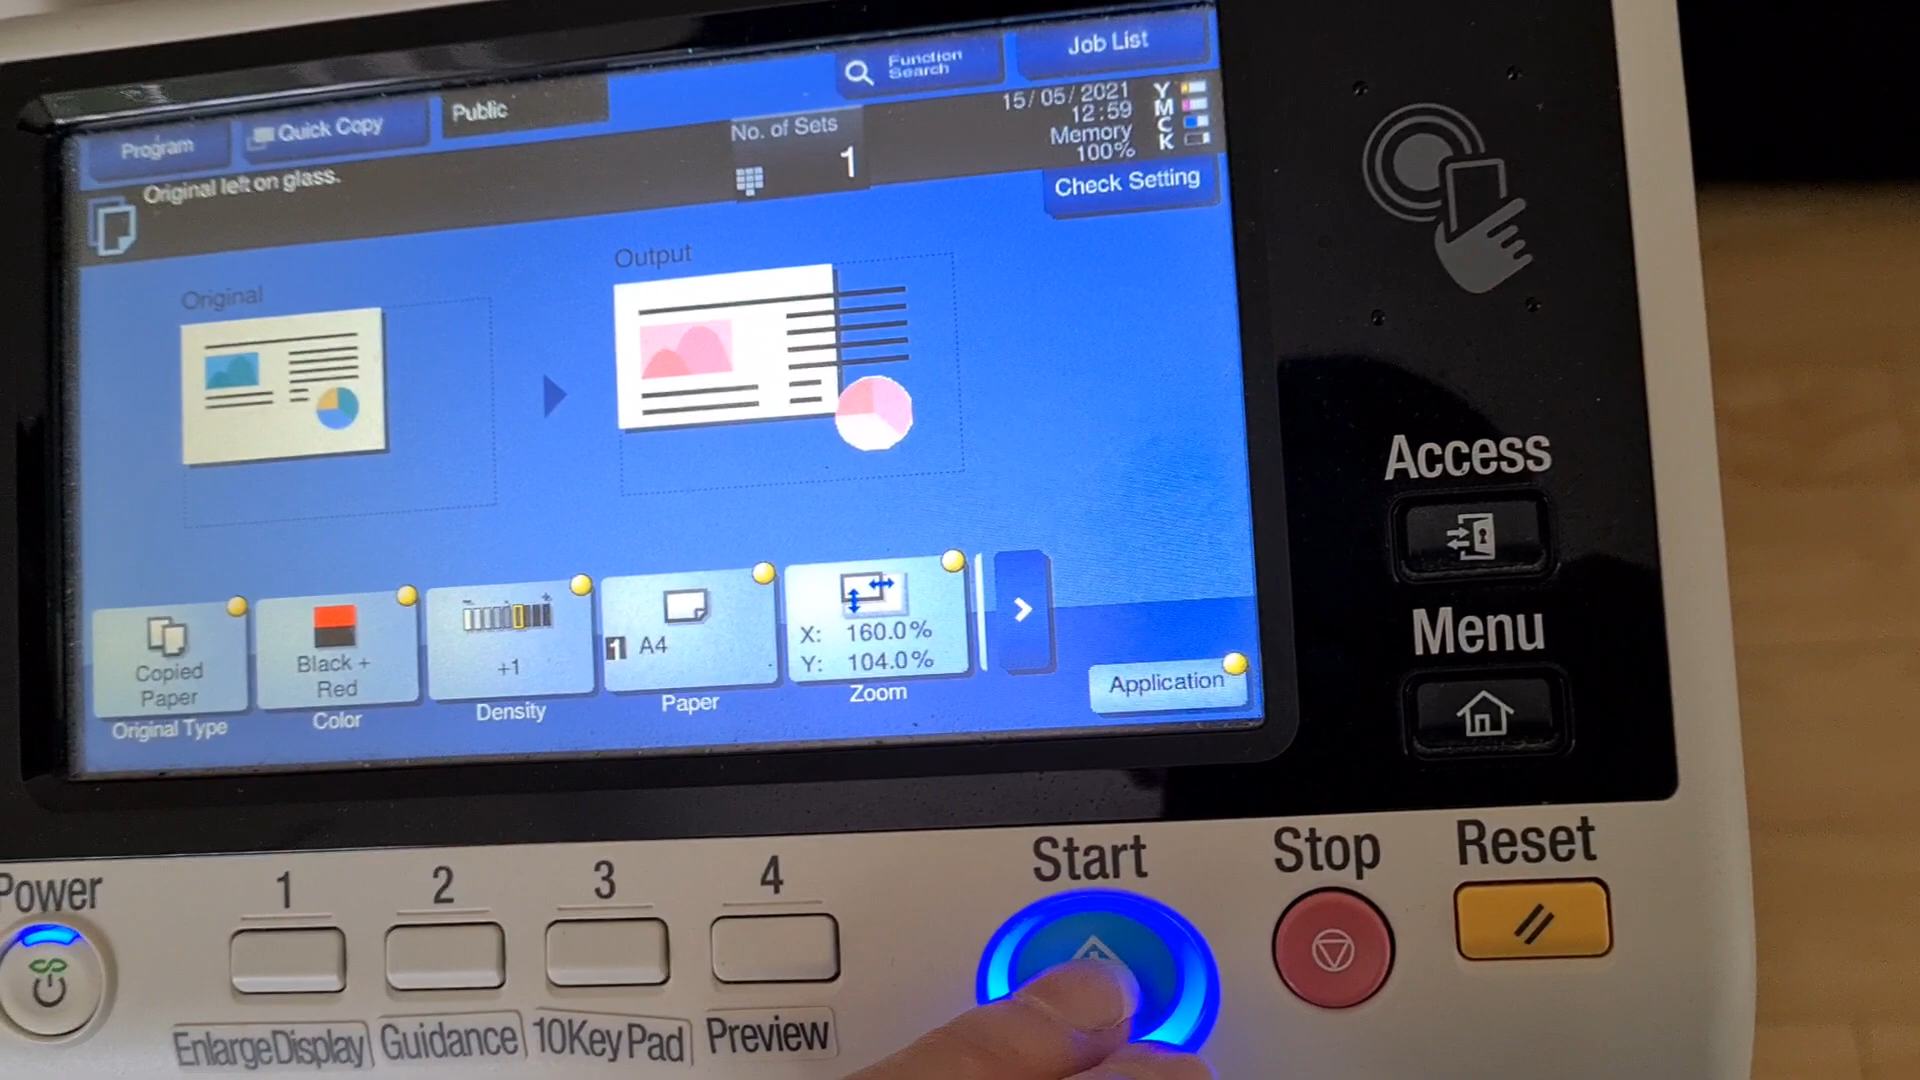 Function
Search
Job List
Program
Quick Copy
Public
No. of Sets
1
15/05/2021
12:59
Memory
100%
Y
M
C
K
Original left on glass.
Check Setting
Original
Output
Copied
Paper
Original Type
Black +
Red
Color
- +
+1
Density
1 A4
Paper
X: 160.0%
Y: 104.0%
Zoom
Application
Access
Menu
Power
1
2
3
4
Start
Stop
Reset
Enlarge Display
Guidance
10 Key Pad
Preview